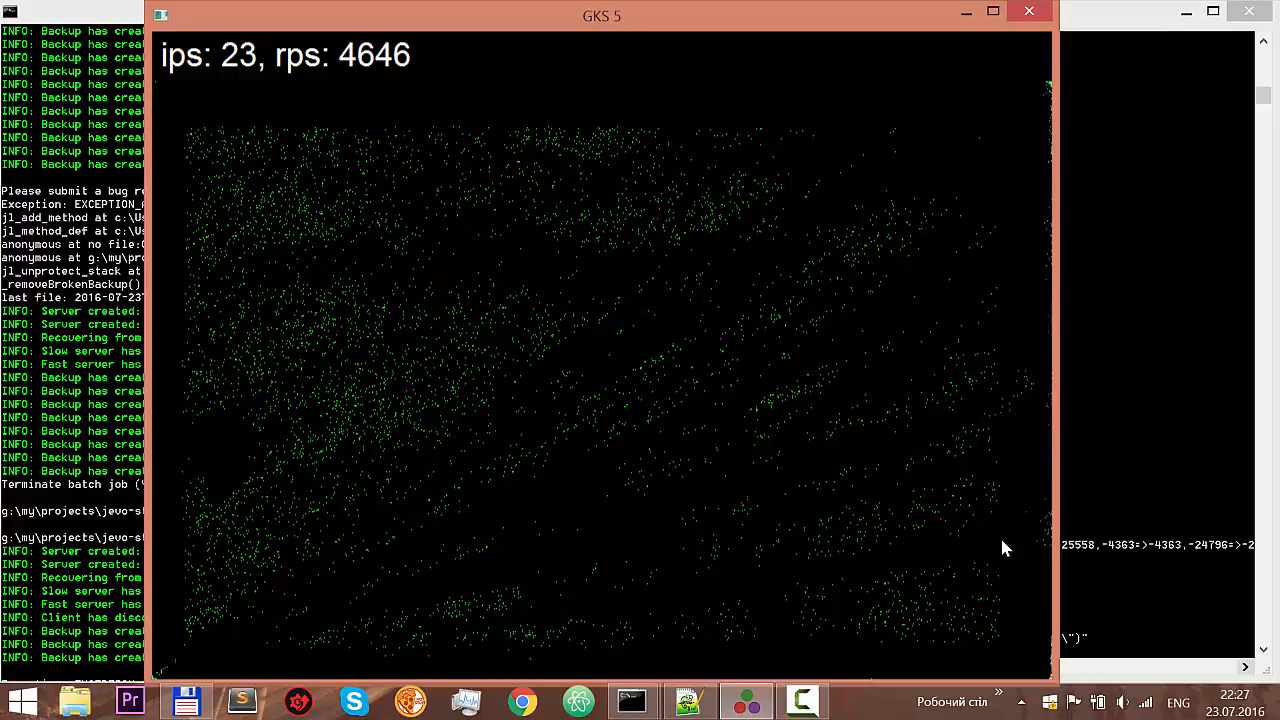 GKS 5
ips: 23, rps: 4646
INFO: Backup has creat
INFO: Backup has creat
INFO: Backup has creat
INFO: Backup has creat
INFO: Backup has creat
INFO: Backup has creat
INFO: Backup has creat
INFO: Backup has creat
INFO: Backup has creat
INFO: Backup has creat
INFO: Backup has creat
Please submit a bug re
Exception: EXCEPTION_A
jl_add_method at c:\Us
jl_method_def at c:\Us
anonymous at no file:0
anonymous at g:\my\pro
jl_unprotect_stack at
_removeBrokenBackup()
last file: 2016-07-23T
INFO: Server created:
INFO: Server created:
INFO: Recovering from
INFO: Slow server has
INFO: Fast server has
INFO: Backup has creat
INFO: Backup has creat
INFO: Backup has creat
INFO: Backup has creat
INFO: Backup has creat
INFO: Backup has creat
INFO: Backup has creat
INFO: Backup has creat
Terminate batch job (Y
g:\my\projects\jevo-sh
g:\my\projects\jevo-sh
INFO: Server created:
INFO: Server created:
INFO: Recovering from
INFO: Slow server has
INFO: Fast server has
INFO: Client has disco
INFO: Backup has creat
INFO: Backup has creat
INFO: Backup has creat
25558,-4363=>-4363,-24796=>-2
\")"
Pr
S
S
C
Робочий стіл
»
ENG
22:27
23.07.2016